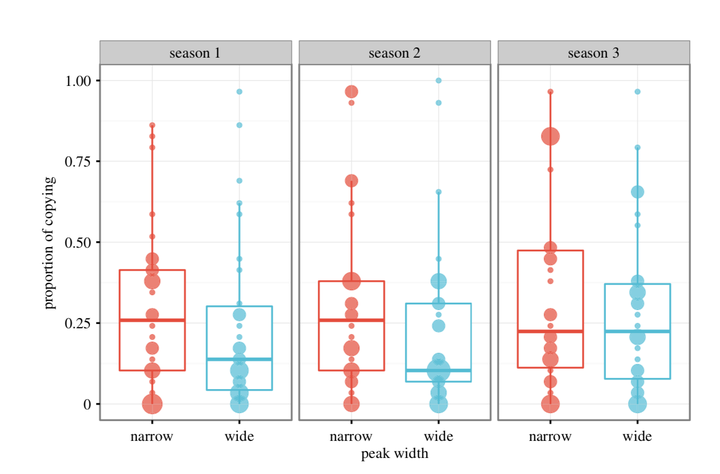 season 1
season 2
season 3
proportion of copying
1.00
0.75
0.50
0.25
0
narrow
wide
narrow
wide
narrow
wide
peak width